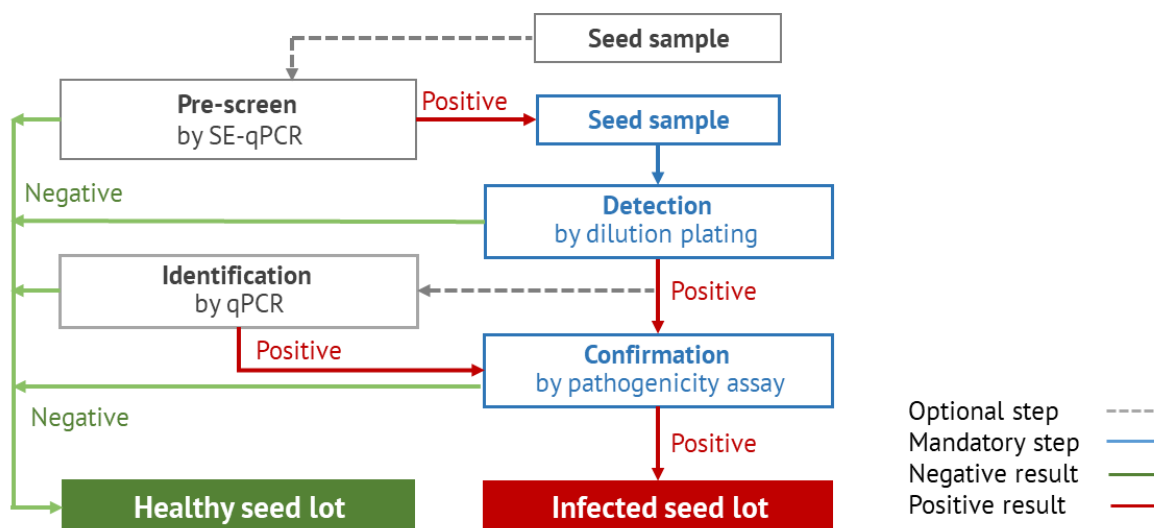 Seed sample
Pre-screen
by SE-qPCR
Positive
Seed sample
Negative
Detection
by dilution plating
Identification
by qPCR
Positive
Positive
Confirmation
by pathogenicity assay
Negative
Positive
Optional step
Mandatory step
Negative result
Positive result
Healthy seed lot
Infected seed lot